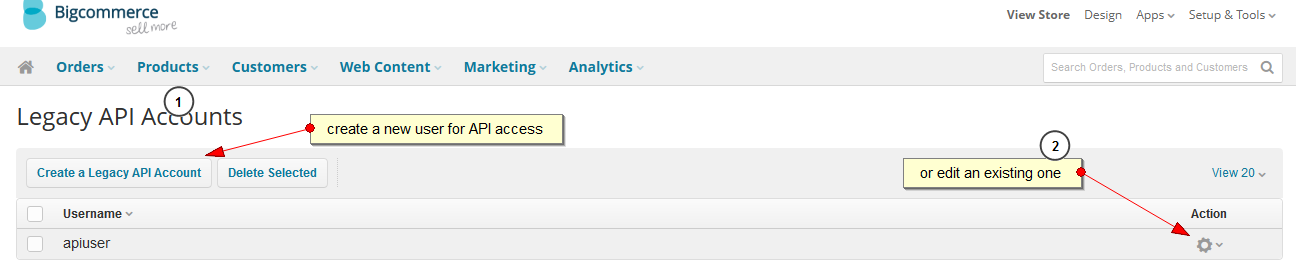 Bigcommerce
sell more
View Store Design Apps Setup & Tools
Orders Products Customers Web Content Marketing Analytics
Search Orders, Products and Customers
1
Legacy API Accounts
create a new user for API access
2
or edit an existing one
Create a Legacy API Account Delete Selected
View 20
Username Action
apiuser